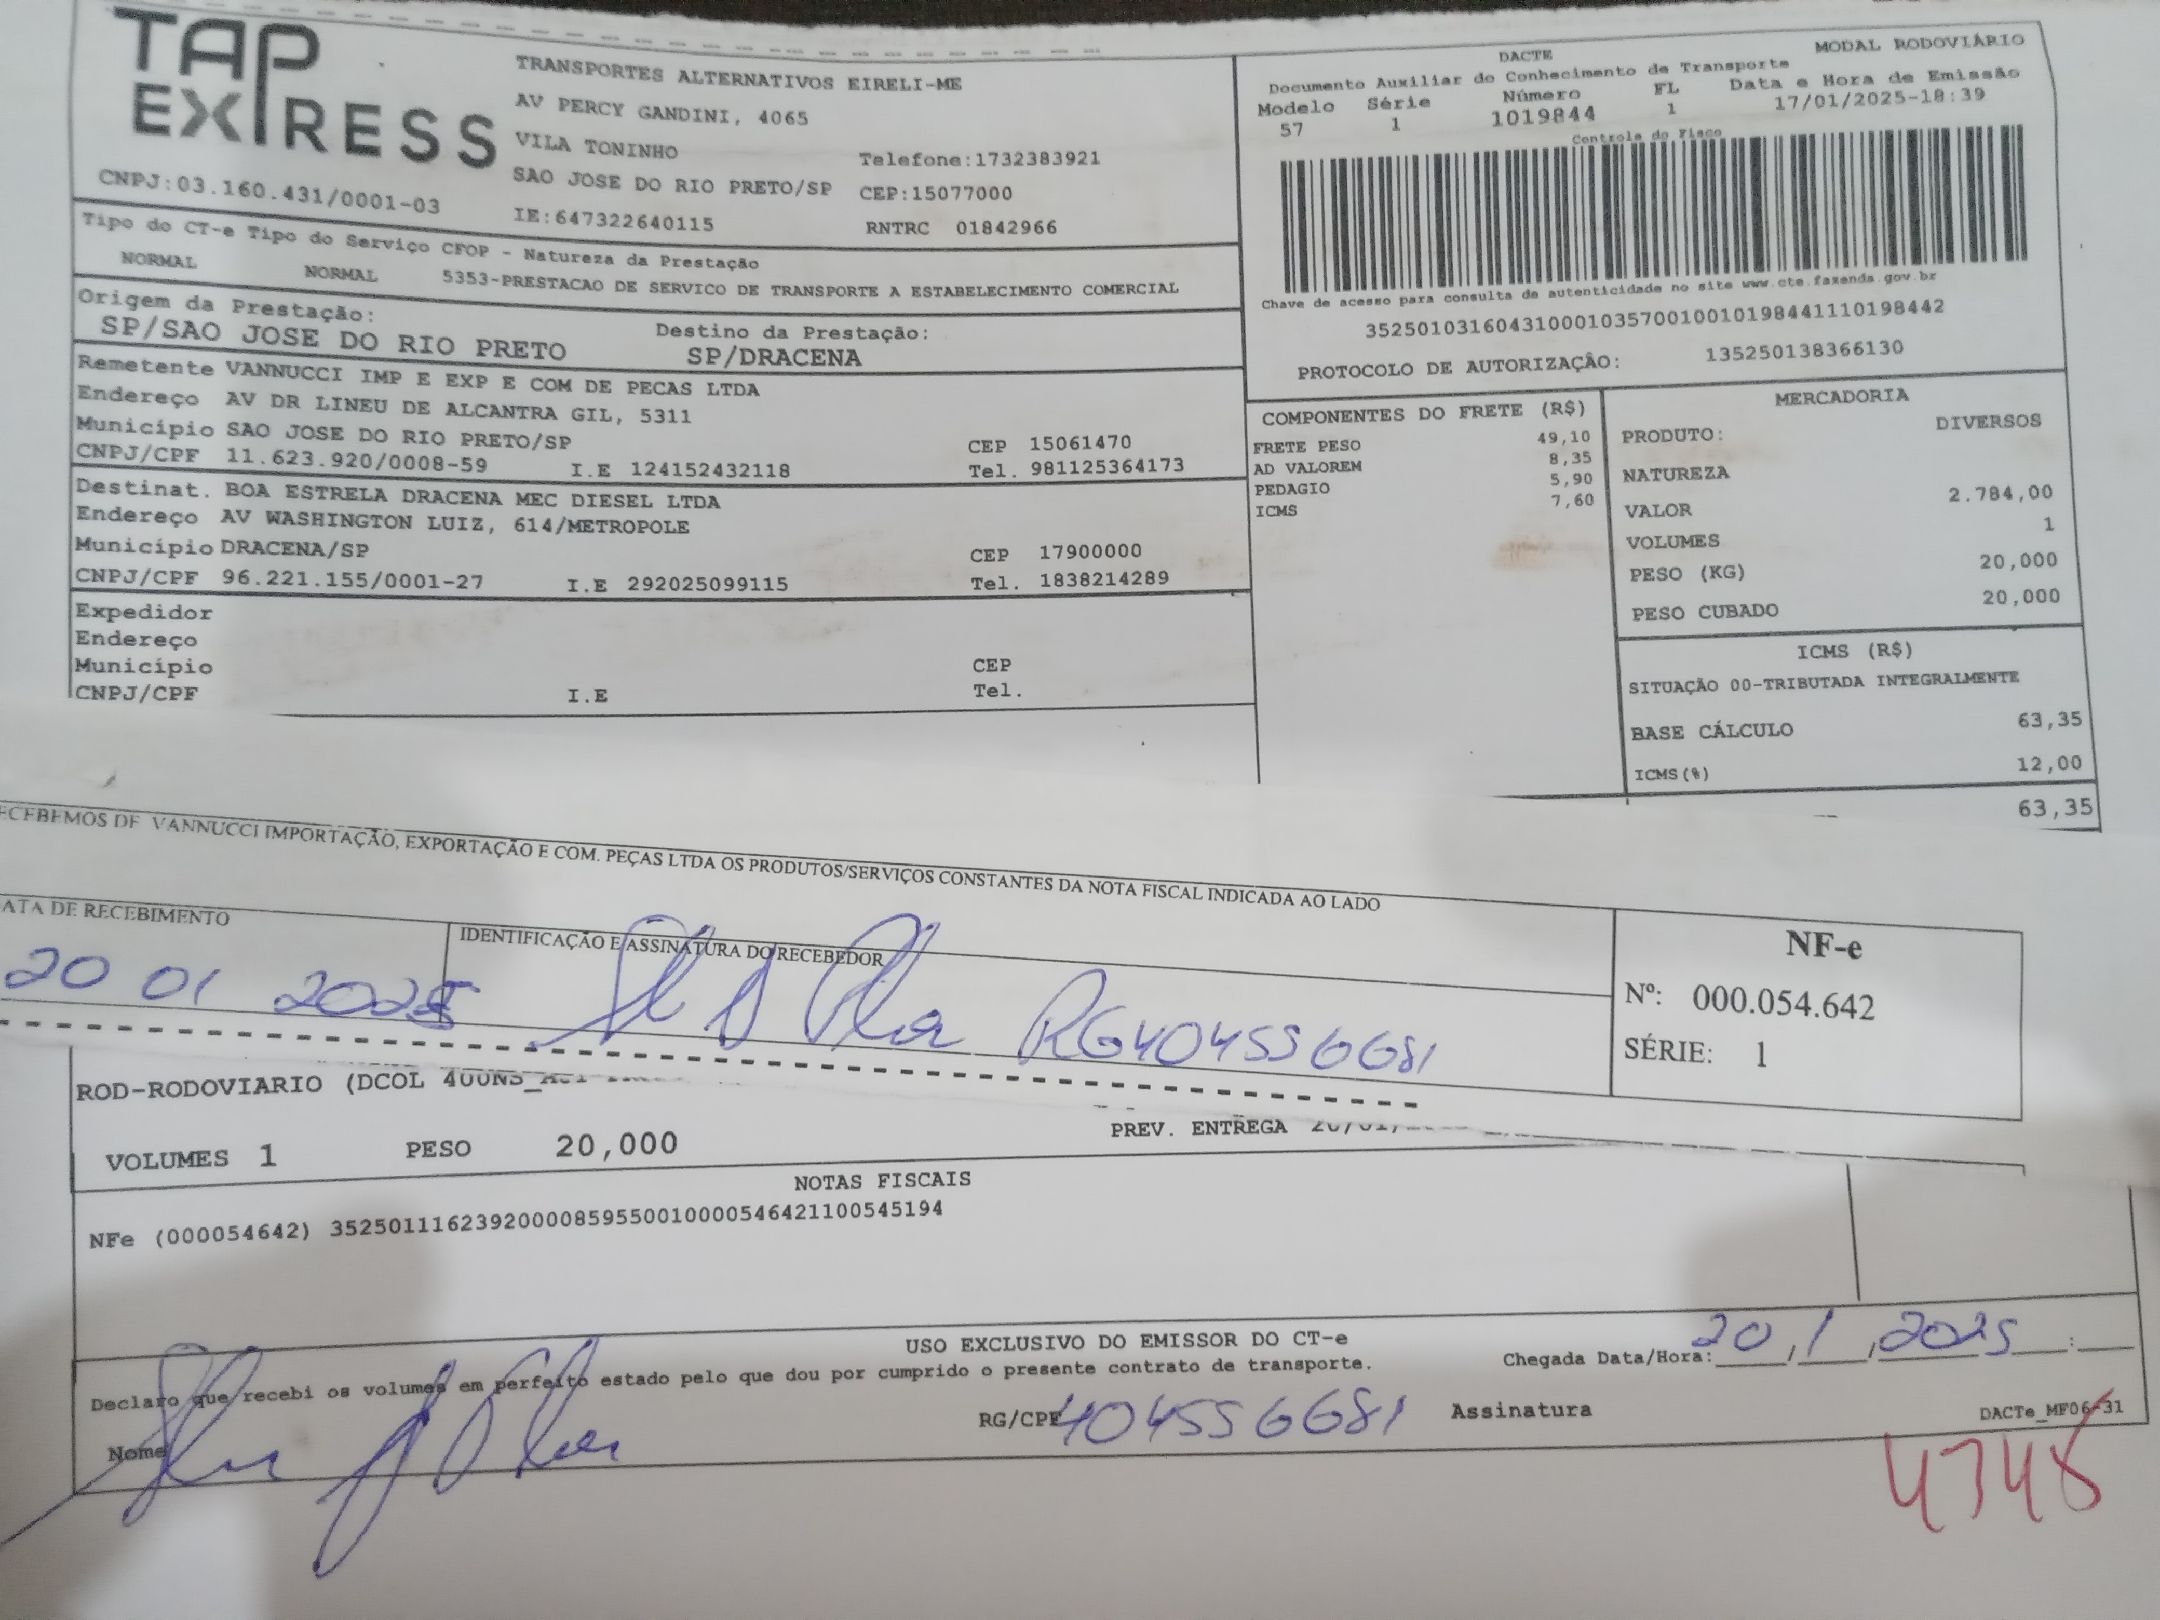 TAP
EXPRESS
CNPJ:03.160.431/0001-03
TRANSPORTES ALTERNATIVOS EIRELI-ME
AV PERCY GANDINI, 4065
VILA TONINHO
Telefone:1732383921
SAO JOSE DO RIO PRETO/SP CEP:15077000
IE:647322640115
RNTRC 01842966
DACTE
MODAL RODOVIÁRIO
Documento Auxiliar do Conhecimento de Transporte
Modelo Série Número FL Data e Hora de Emissão
57 1 1019844 1 17/01/2025-18:39
Controle do Fisco
Chave de acesso para consulta de autenticidade no site www.cte.fazenda.gov.br
35250103160431000103570010010198441110198442
PROTOCOLO DE AUTORIZAÇÃO: 135250138366130
Tipo do CT-e Tipo do Serviço CFOP - Natureza da Prestação
NORMAL NORMAL 5353-PRESTACAO DE SERVICO DE TRANSPORTE A ESTABELECIMENTO COMERCIAL
Origem da Prestação: Destino da Prestação:
SP/SAO JOSE DO RIO PRETO SP/DRACENA
Remetente VANNUCCI IMP E EXP E COM DE PECAS LTDA
Endereço AV DR LINEU DE ALCANTRA GIL, 5311
Município SAO JOSE DO RIO PRETO/SP CEP 15061470
CNPJ/CPF 11.623.920/0008-59 I.E 124152432118 Tel. 981125364173
Destinat. BOA ESTRELA DRACENA MEC DIESEL LTDA
Endereço AV WASHINGTON LUIZ, 614/METROPOLE
Município DRACENA/SP CEP 17900000
CNPJ/CPF 96.221.155/0001-27 I.E 292025099115 Tel. 1838214289
Expedidor
Endereço
Município CEP
CNPJ/CPF I.E Tel.
COMPONENTES DO FRETE (R$)
FRETE PESO 49,10
AD VALOREM 8,35
PEDAGIO 5,90
ICMS 7,60
MERCADORIA
PRODUTO: DIVERSOS
NATUREZA
VALOR 2.784,00
VOLUMES 1
PESO (KG) 20,000
PESO CUBADO 20,000
ICMS (R$)
SITUAÇÃO 00-TRIBUTADA INTEGRALMENTE
BASE CÁLCULO 63,35
ICMS(%) 12,00
63,35
ECEBEMOS DE VANNUCCI IMPORTAÇÃO, EXPORTAÇÃO E COM. PEÇAS LTDA OS PRODUTOS/SERVIÇOS CONSTANTES DA NOTA FISCAL INDICADA AO LADO
ATA DE RECEBIMENTO
IDENTIFICAÇÃO E ASSINATURA DO RECEBEDOR
20 01 2025
RG404556681
NF-e
Nº: 000.054.642
SÉRIE: 1
ROD-RODOVIARIO (DCOL
VOLUMES 1 PESO 20,000
PREV. ENTREGA
NOTAS FISCAIS
NFe (000054642) 35250111623920000859550010000546421100545194
USO EXCLUSIVO DO EMISSOR DO CT-e
Declaro que recebi os volumes em perfeito estado pelo que dou por cumprido o presente contrato de transporte.
Chegada Data/Hora: 20/1/2025 :
Nome
RG/CPF 404556681
Assinatura
DACTe_MF06-31
4748